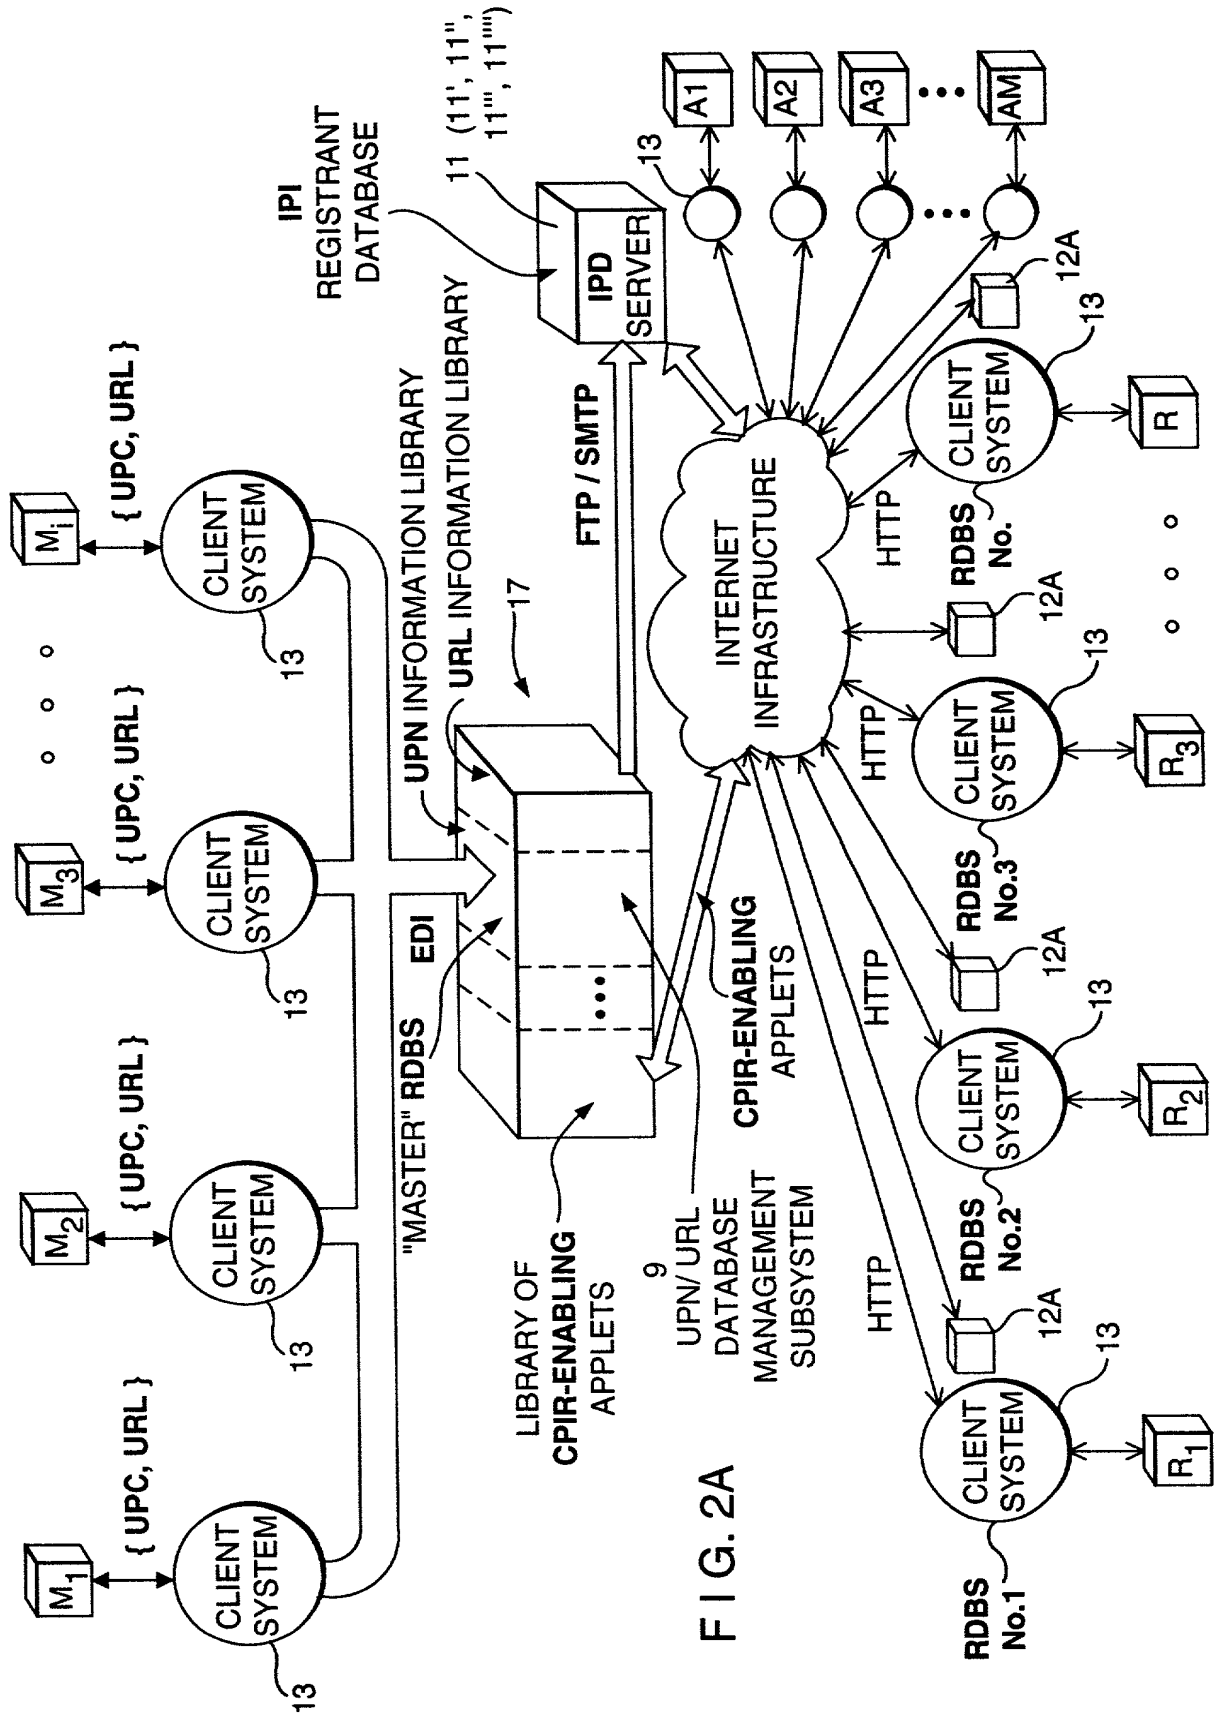 M1
{ UPC, URL }
CLIENT
SYSTEM
13
M2
{ UPC, URL }
CLIENT
SYSTEM
13
M3
{ UPC, URL }
CLIENT
SYSTEM
13
Mi
{ UPC, URL }
CLIENT
SYSTEM
13
EDI
"MASTER" RDBS
UPN INFORMATION LIBRARY
URL INFORMATION LIBRARY
17
LIBRARY OF
CPIR-ENABLING
APPLETS
9
UPN/ URL
DATABASE
MANAGEMENT
SUBSYSTEM
CPIR-ENABLING
APPLETS
FTP / SMTP
IPI
REGISTRANT
DATABASE
11 (11', 11'',
11''', 11'''')
IPD
SERVER
INTERNET
INFRASTRUCTURE
13
A1
A2
A3
AM
12A
HTTP
CLIENT
SYSTEM
13
RDBS
No.1
R1
12A
HTTP
CLIENT
SYSTEM
13
RDBS
No.2
R2
12A
HTTP
CLIENT
SYSTEM
13
RDBS
No.3
R3
12A
HTTP
CLIENT
SYSTEM
13
RDBS
No.
R
FIG. 2A